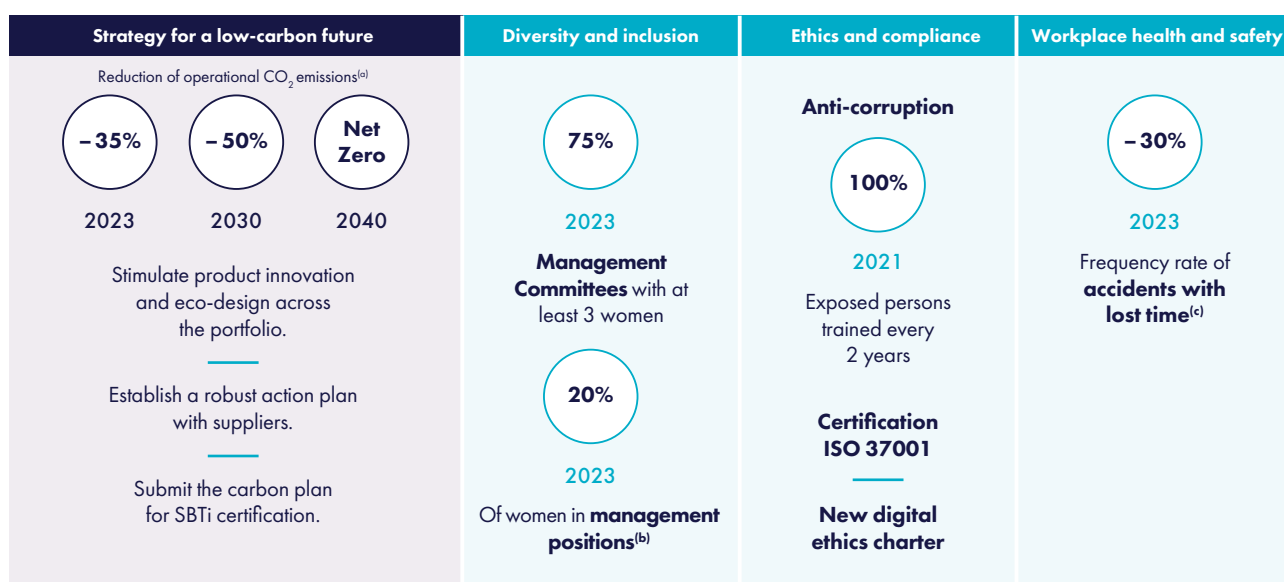 Strategy for a low-carbon future
Reduction of operational CO2 emissions(a)
– 35%
– 50%
Net
Zero
2023
2030
2040
Stimulate product innovation
and eco-design across
the portfolio.
Establish a robust action plan
with suppliers.
Submit the carbon plan
for SBTi certification.
Diversity and inclusion
75%
2023
Management
Committees with at
least 3 women
20%
2023
Of women in management
positions(b)
Ethics and compliance
Anti-corruption
100%
2021
Exposed persons
trained every
2 years
Certification
ISO 37001
New digital
ethics charter
Workplace health and safety
– 30%
2023
Frequency rate of
accidents with
lost time(c)